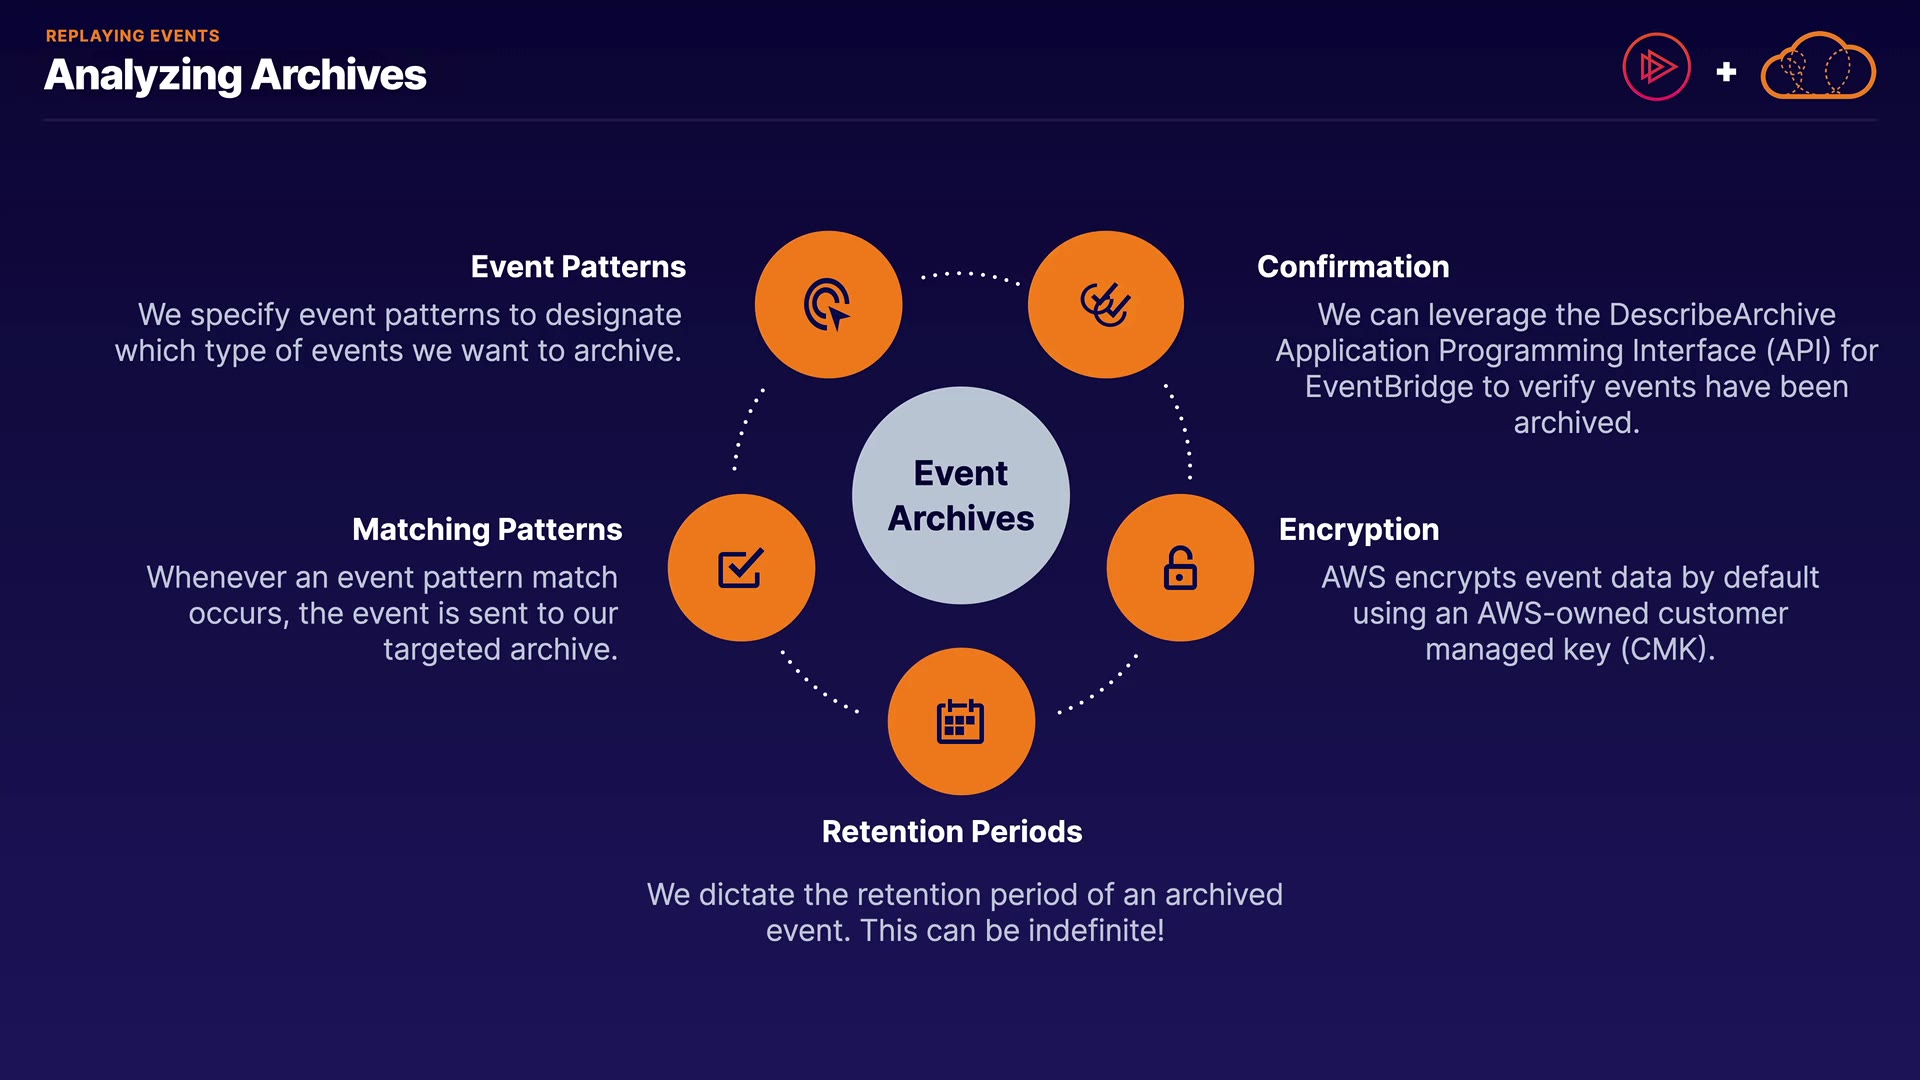 REPLAYING EVENTS
Analyzing Archives
Event Patterns
We specify event patterns to designate
which type of events we want to archive.
Confirmation
We can leverage the DescribeArchive
Application Programming Interface (API) for
EventBridge to verify events have been
archived.
Event
Archives
Matching Patterns
Whenever an event pattern match
occurs, the event is sent to our
targeted archive.
Encryption
AWS encrypts event data by default
using an AWS-owned customer
managed key (CMK).
Retention Periods
We dictate the retention period of an archived
event. This can be indefinite!